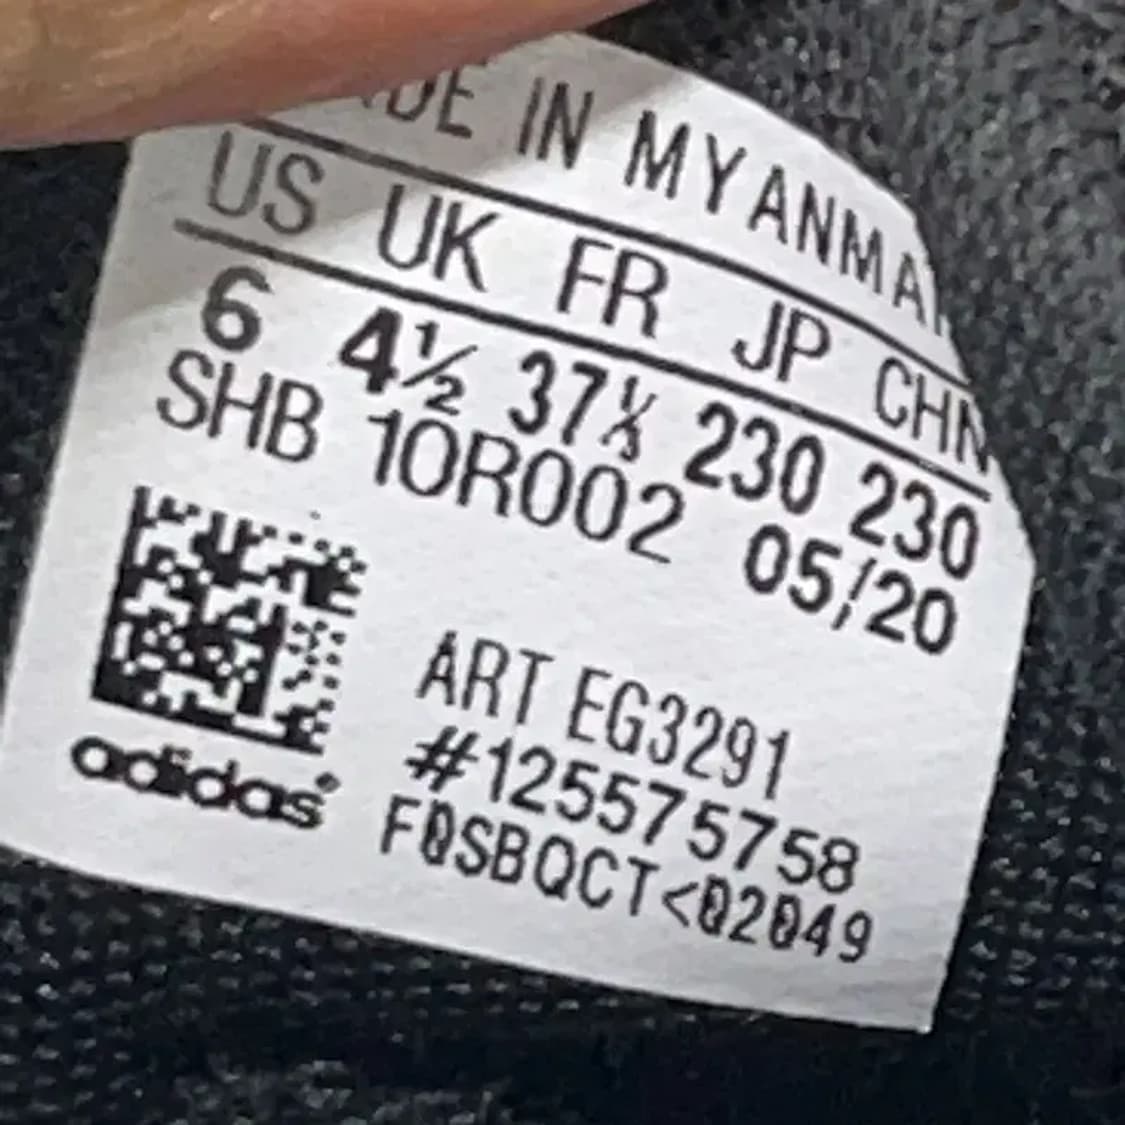 DE IN MYANMA
US UK FR JP CHN
6 4½ 37⅓ 230 230
SHB 10R002 05/20
ART EG3291
#125575758
F0SBQCT<02049
adidas